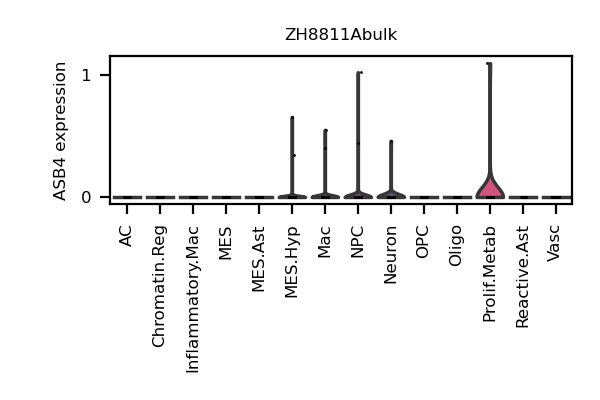 ZH8811Abulk
ASB4 expression
1
0
AC
Chromatin.Reg
Inflammatory.Mac
MES
MES.Ast
MES.Hyp
Mac
NPC
Neuron
OPC
Oligo
Prolif.Metab
Reactive.Ast
Vasc